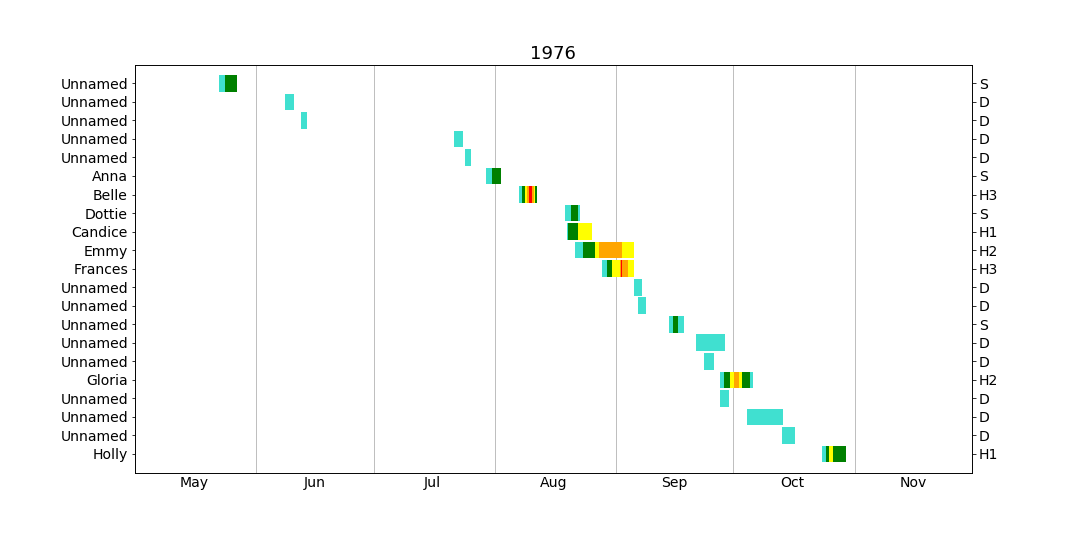 1976
Unnamed S
Unnamed D
Unnamed D
Unnamed D
Unnamed D
Anna S
Belle H3
Dottie S
Candice H1
Emmy H2
Frances H3
Unnamed D
Unnamed D
Unnamed S
Unnamed D
Unnamed D
Gloria H2
Unnamed D
Unnamed D
Unnamed D
Holly H1
May Jun Jul Aug Sep Oct Nov